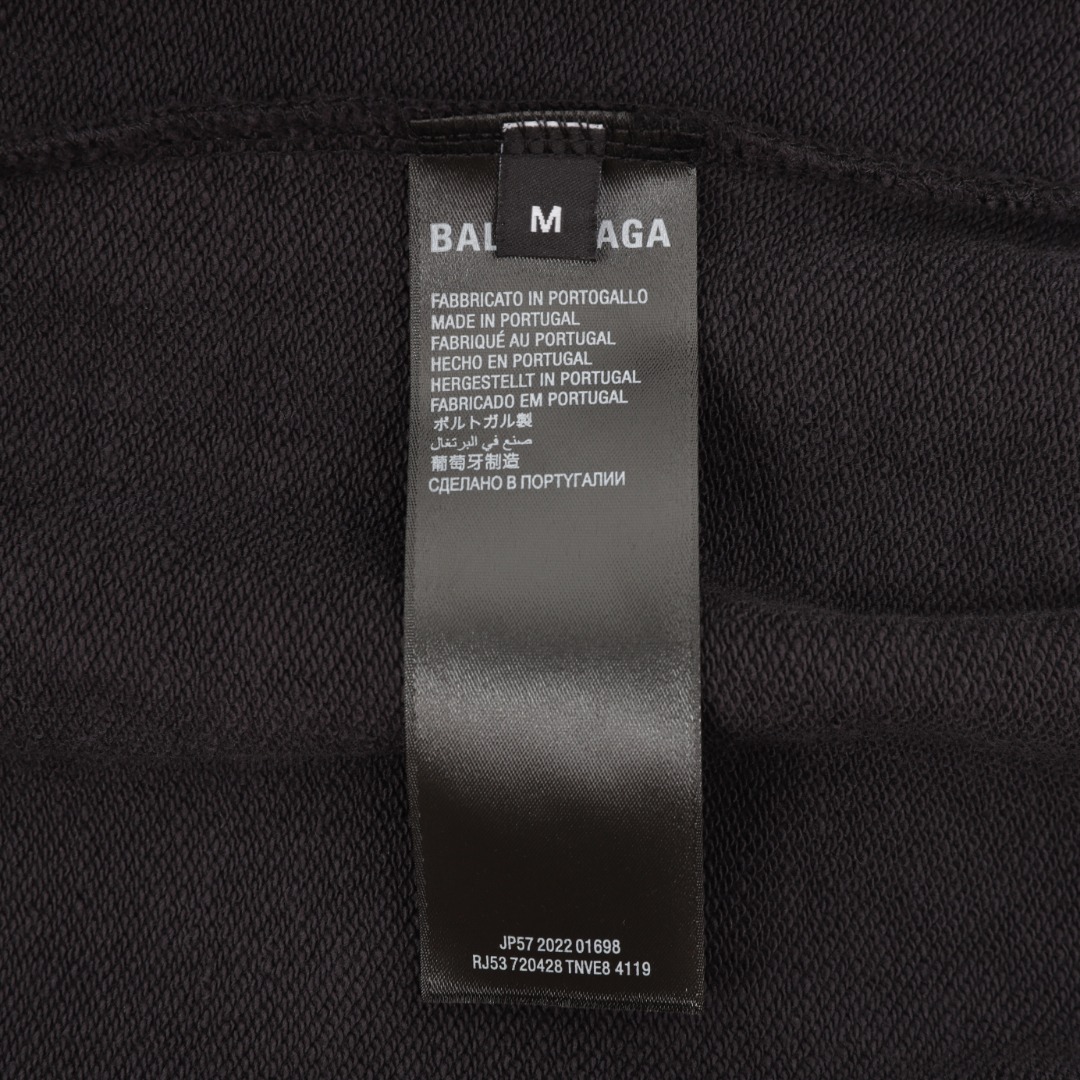 M
BAL AGA
FABBRICATO IN PORTOGALLO
MADE IN PORTUGAL
FABRIQUÉ AU PORTUGAL
HECHO EN PORTUGAL
HERGESTELLT IN PORTUGAL
FABRICADO EM PORTUGAL
ポルトガル製
صنع في البرتغال
葡萄牙制造
СДЕЛАНО В ПОРТУГАЛИИ
JP57 2022 01698
RJ53 720428 TNVE8 4119